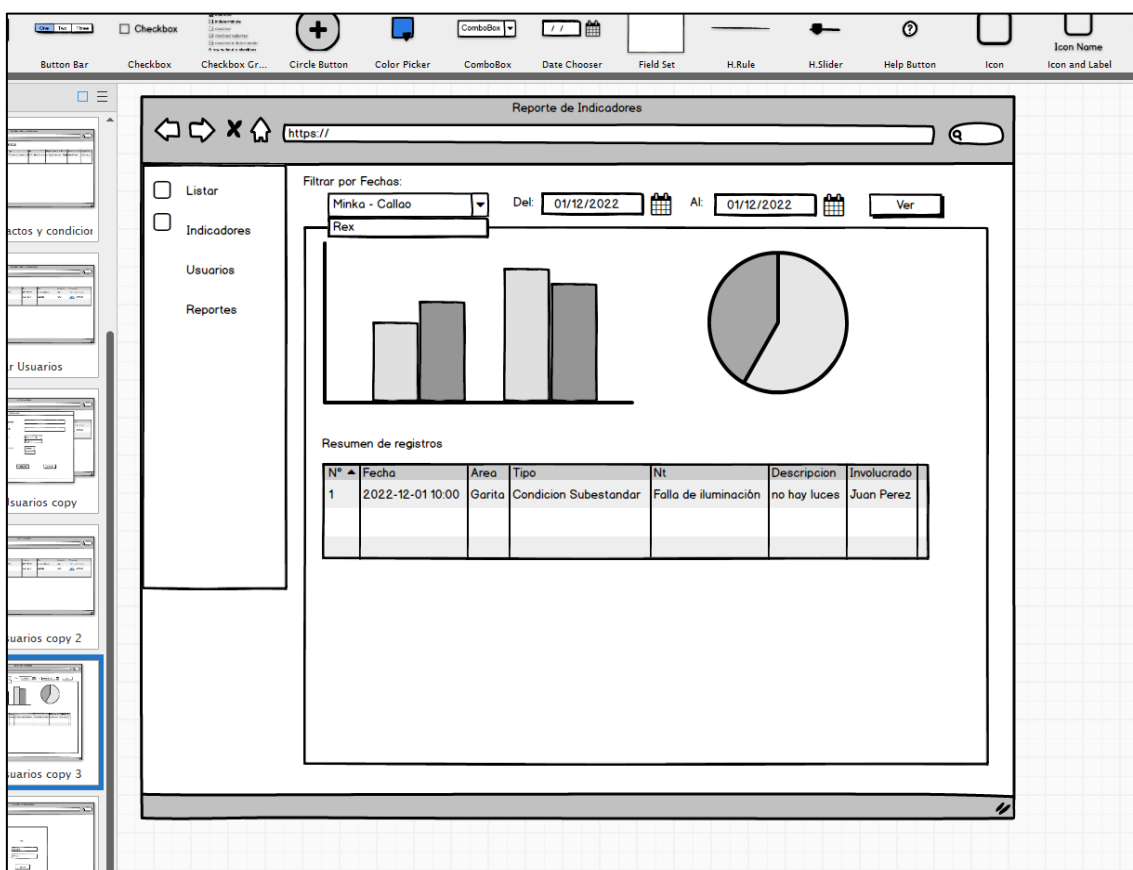 One Two Three
Checkbox
ComboBox
/ /
?
Icon Name
Button Bar
Checkbox
Checkbox Gr...
Circle Button
Color Picker
ComboBox
Date Chooser
Field Set
H.Rule
H.Slider
Help Button
Icon
Icon and Label
actos y condicior
r Usuarios
Isuarios copy
uarios copy 2
suarios copy 3
Reporte de Indicadores
https://
Listar
Indicadores
Usuarios
Reportes
Filtrar por Fechas:
Minka - Callao
Rex
Del: 01/12/2022
Al: 01/12/2022
Ver
Resumen de registros
N° Fecha Area Tipo Nt Descripcion Involucrado
1 2022-12-01 10:00 Garita Condicion Subestandar Falla de iluminación no hay luces Juan Perez